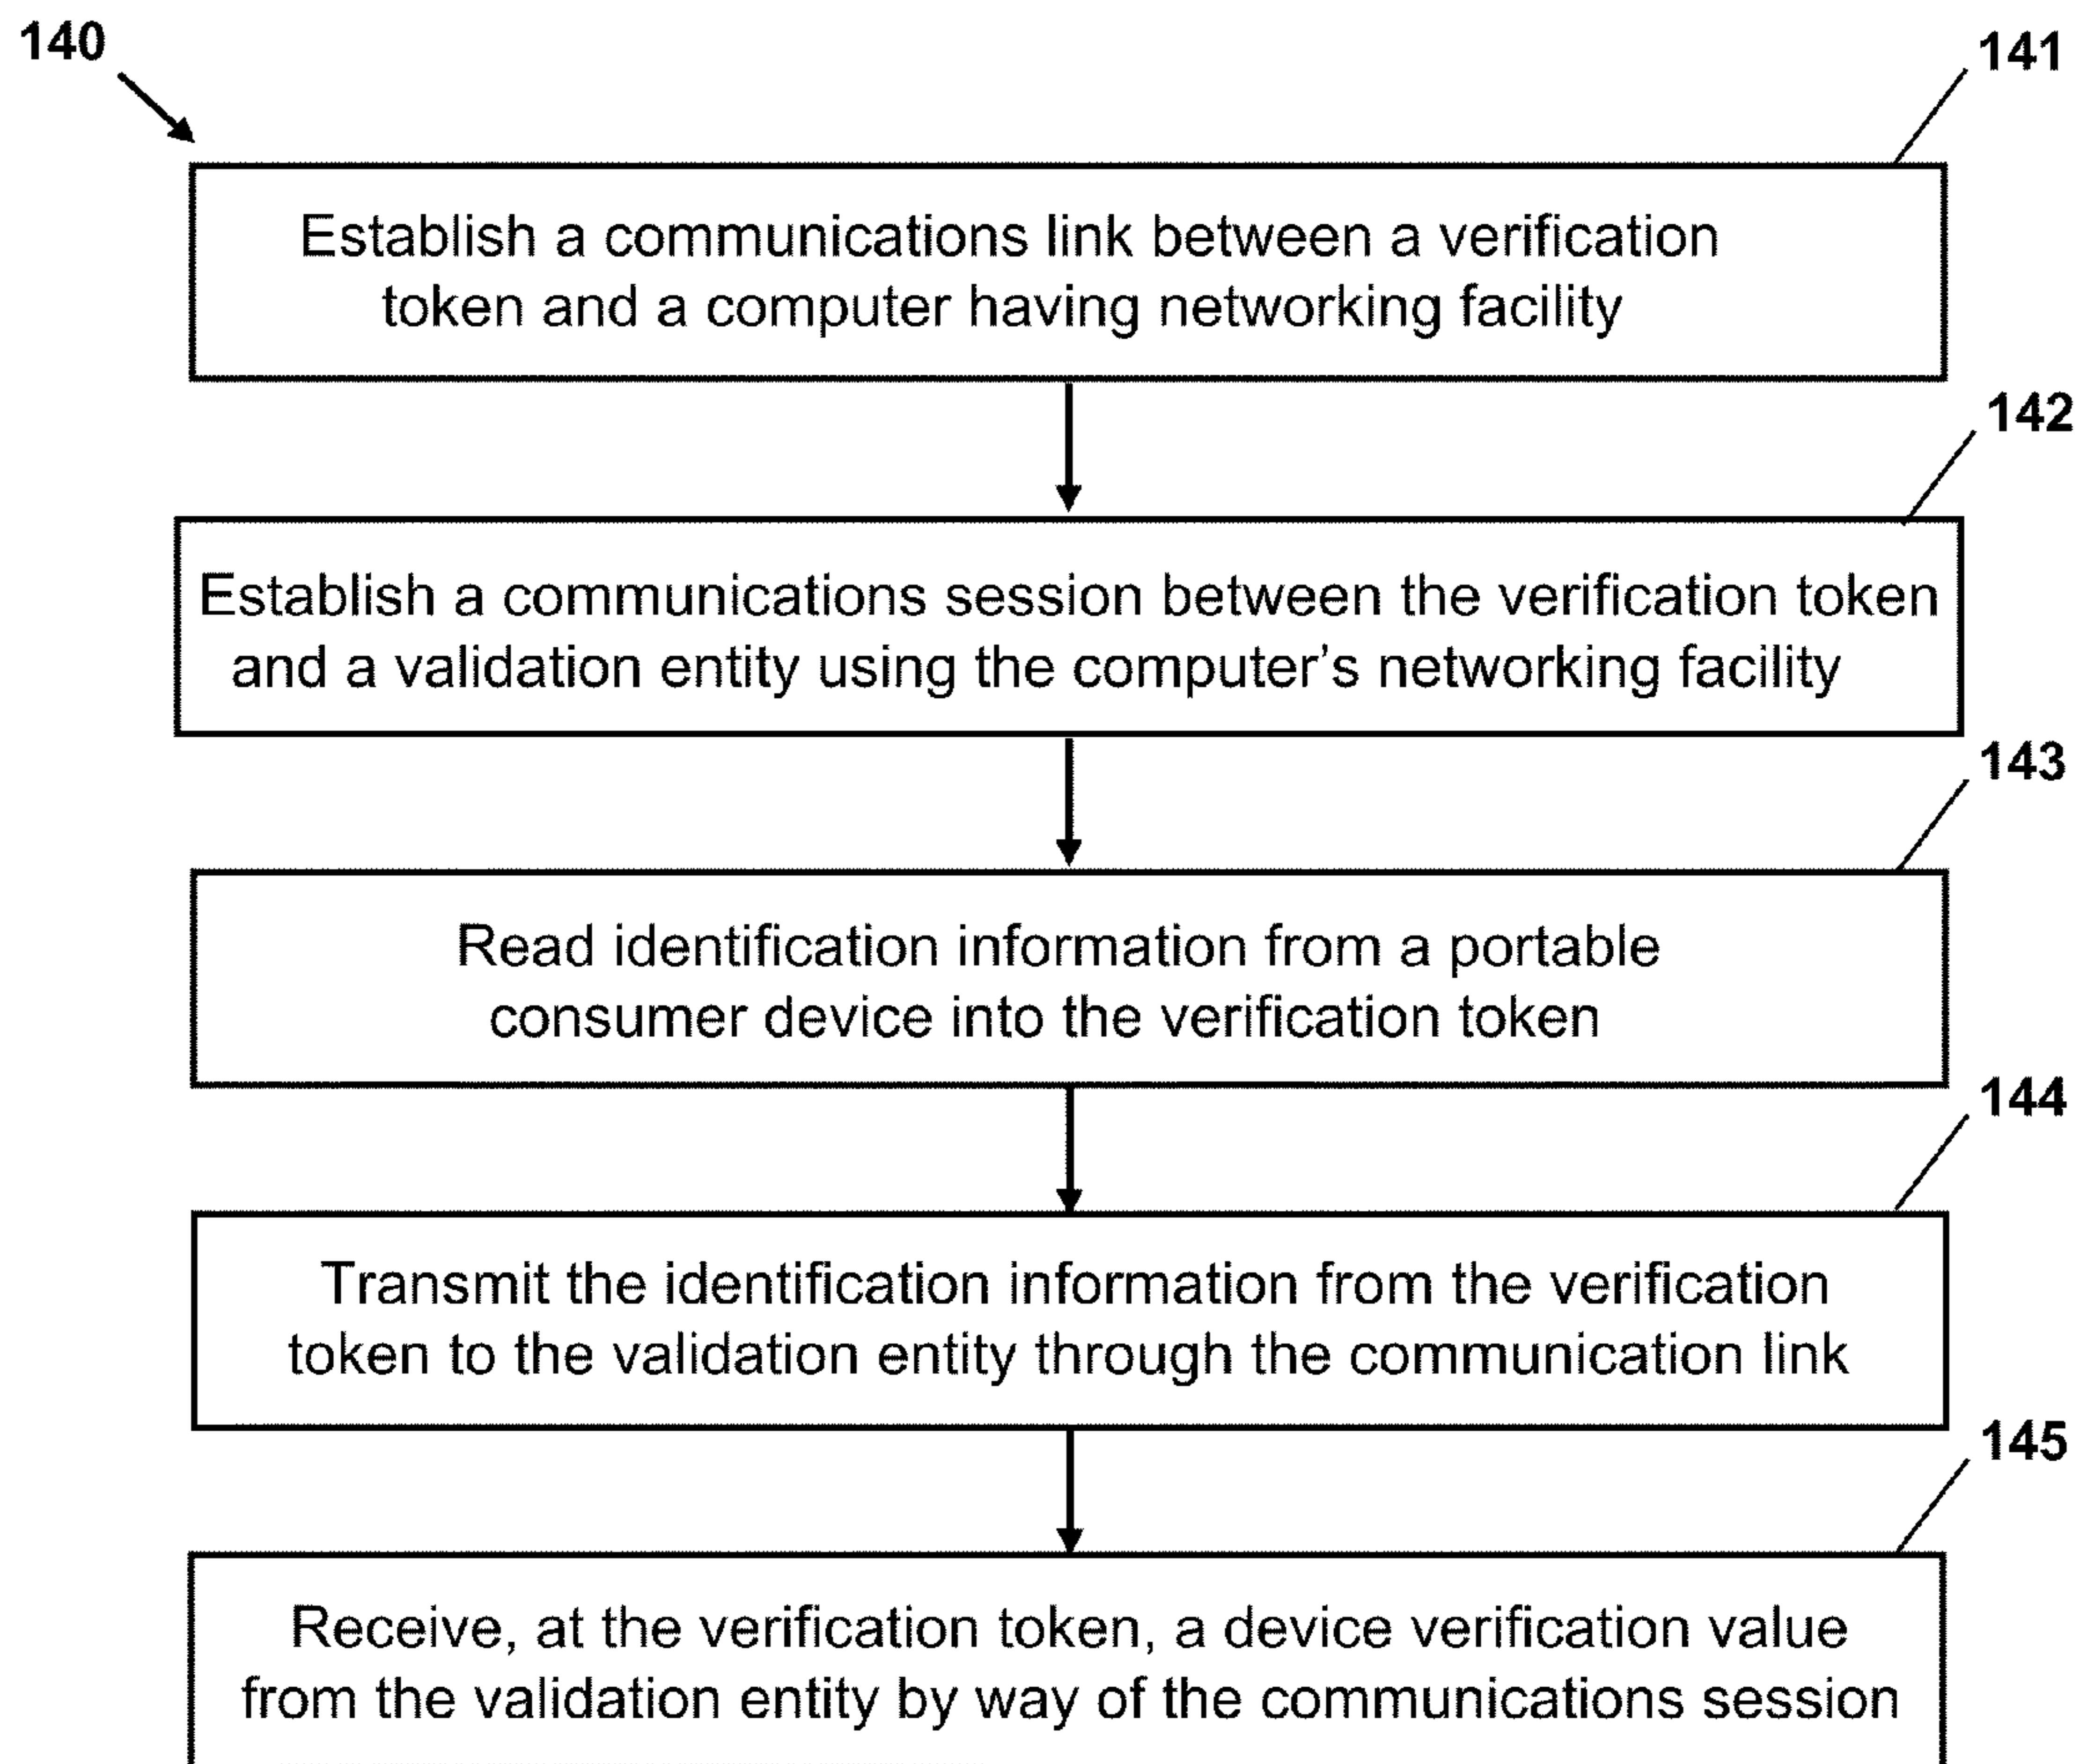 140
141
Establish a communications link between a verification
token and a computer having networking facility
142
Establish a communications session between the verification token
and a validation entity using the computer’s networking facility
143
Read identification information from a portable
consumer device into the verification token
144
Transmit the identification information from the verification
token to the validation entity through the communication link
145
Receive, at the verification token, a device verification value
from the validation entity by way of the communications session